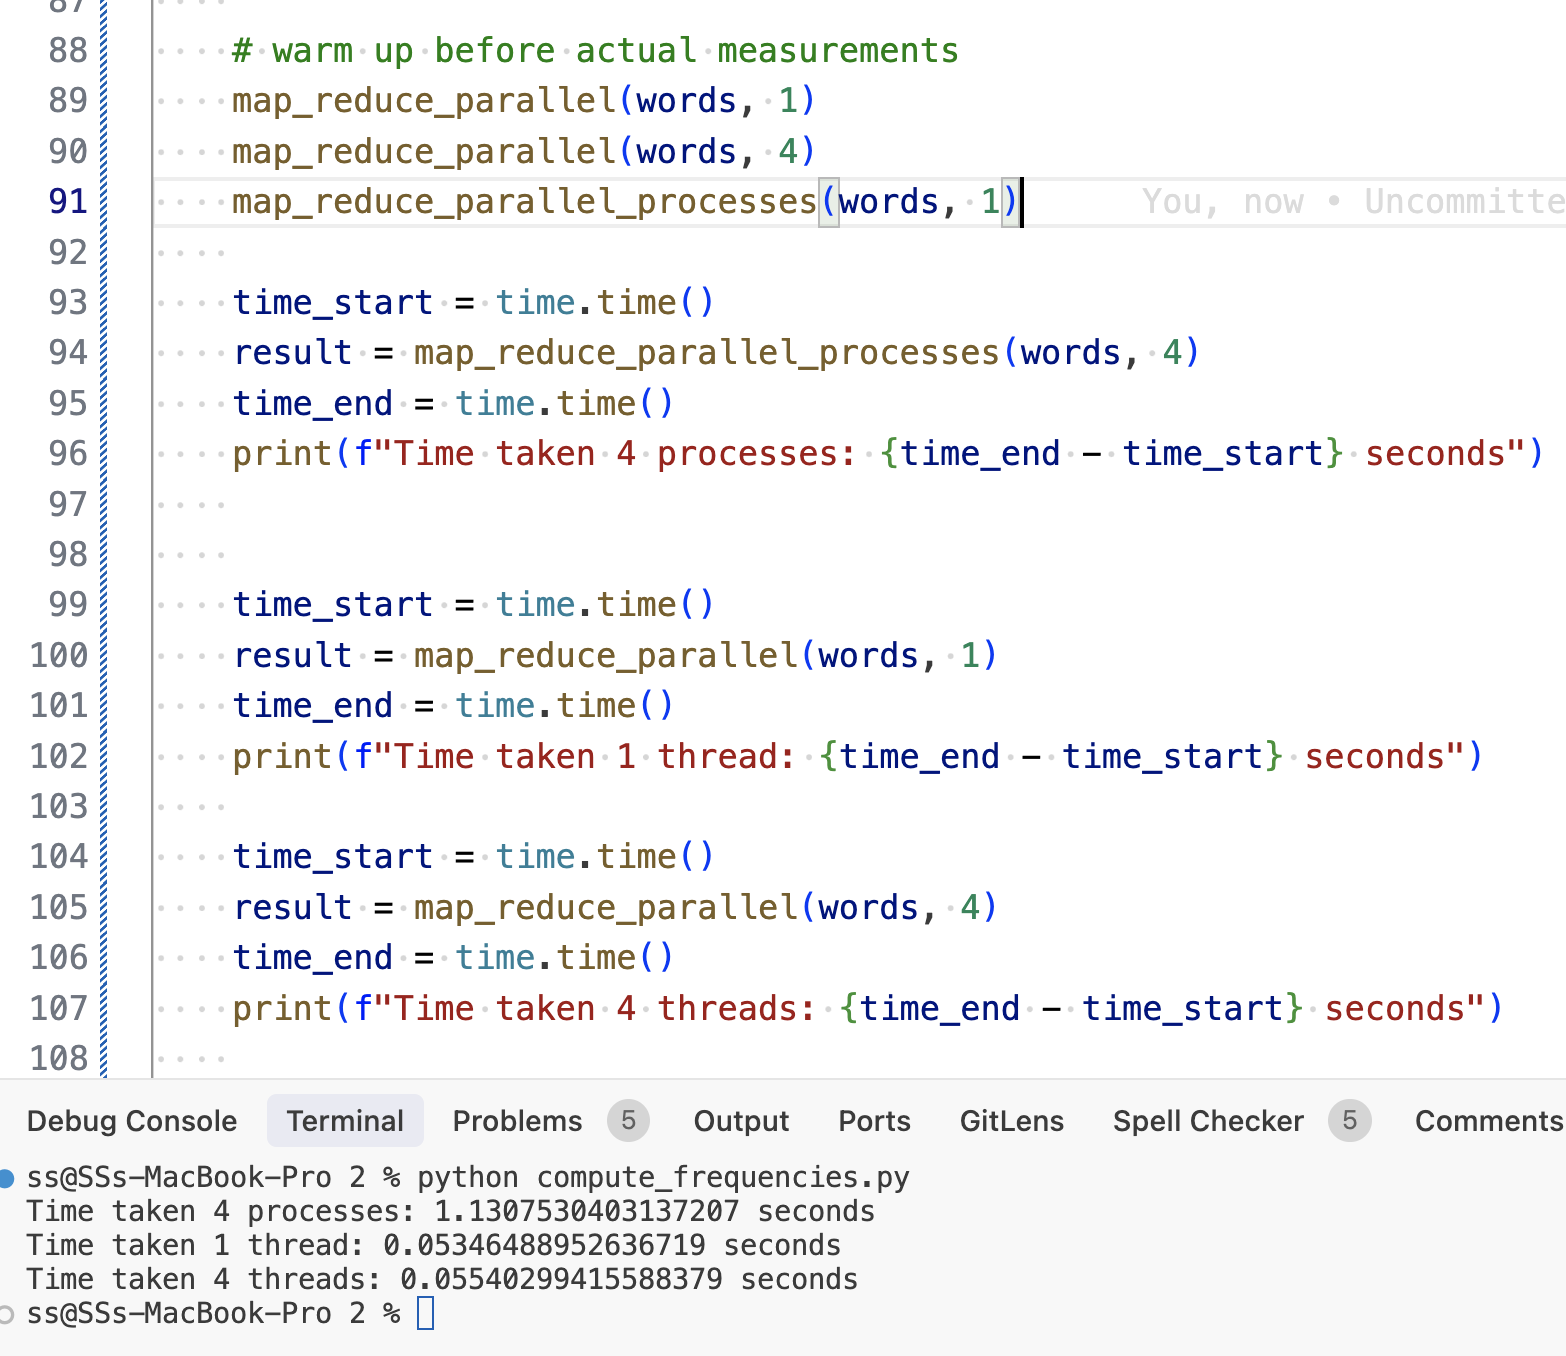 87
88 # warm up before actual measurements
89 map_reduce_parallel(words, 1)
90 map_reduce_parallel(words, 4)
91 map_reduce_parallel_processes(words, 1) You, now • Uncommitte
92
93 time_start = time.time()
94 result = map_reduce_parallel_processes(words, 4)
95 time_end = time.time()
96 print(f"Time taken 4 processes: {time_end - time_start} seconds")
97
98
99 time_start = time.time()
100 result = map_reduce_parallel(words, 1)
101 time_end = time.time()
102 print(f"Time taken 1 thread: {time_end - time_start} seconds")
103
104 time_start = time.time()
105 result = map_reduce_parallel(words, 4)
106 time_end = time.time()
107 print(f"Time taken 4 threads: {time_end - time_start} seconds")
108
Debug Console Terminal Problems 5 Output Ports GitLens Spell Checker 5 Comments
ss@SSs-MacBook-Pro 2 % python compute_frequencies.py
Time taken 4 processes: 1.1307530403137207 seconds
Time taken 1 thread: 0.05346488952636719 seconds
Time taken 4 threads: 0.05540299415588379 seconds
ss@SSs-MacBook-Pro 2 %